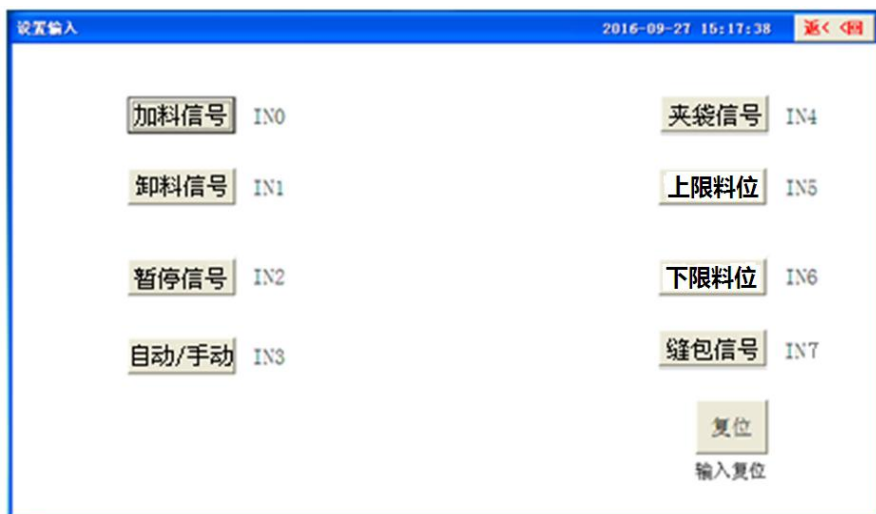 设置输入 2016-09-27 15:17:38 返< <回
加料信号 IN0 夹袋信号 IN4
卸料信号 IN1 上限料位 IN5
暂停信号 IN2 下限料位 IN6
自动/手动 IN3 缝包信号 IN7
复位
输入复位